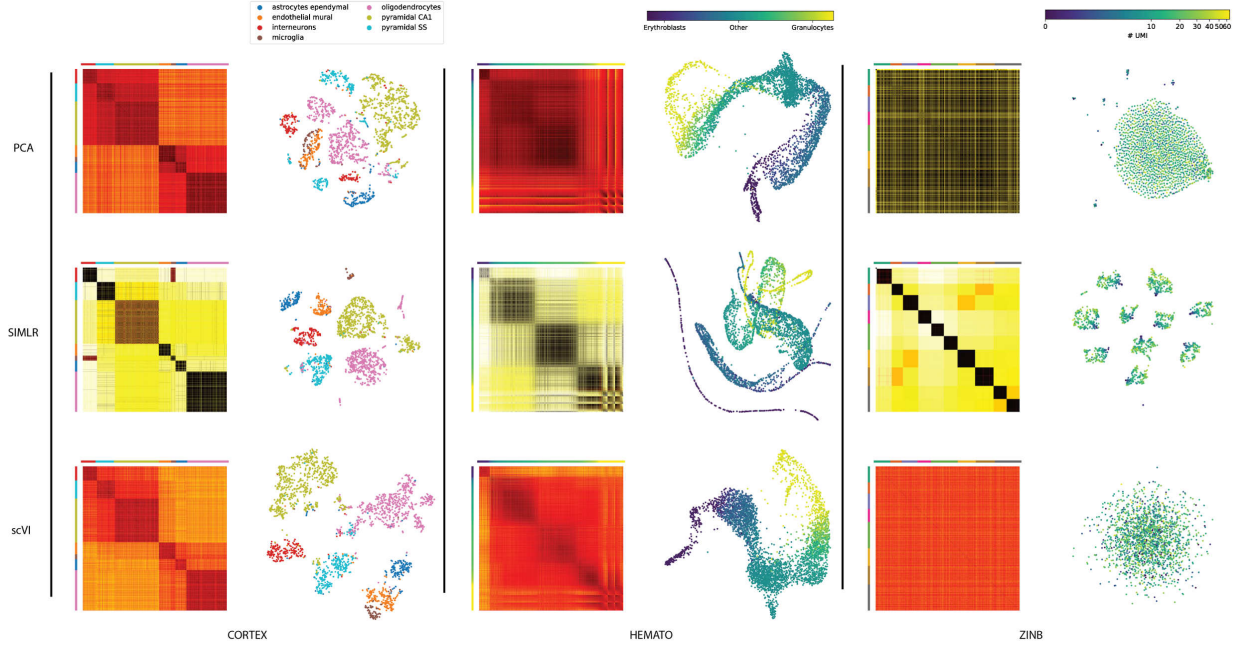 astrocytes ependymal
endothelial mural
interneurons
microglia
oligodendrocytes
pyramidal CA1
pyramidal SS
Erythroblasts Other Granulocytes
0 10 20 30 40 50 60
# UMI
PCA
SIMLR
scVI
CORTEX HEMATO ZINB